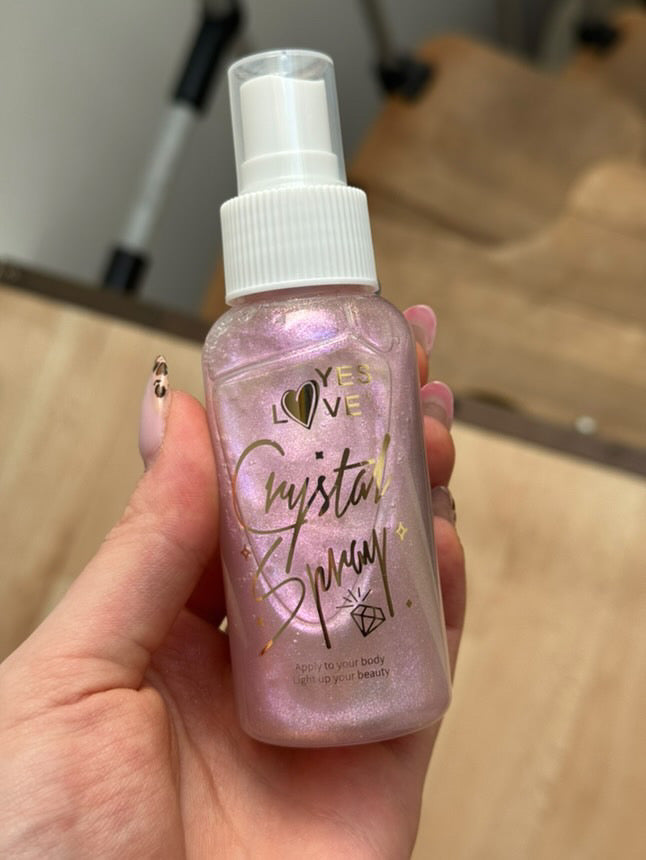 YES
LOVE
Crystal
Spray
Apply to your body
Light up your beauty